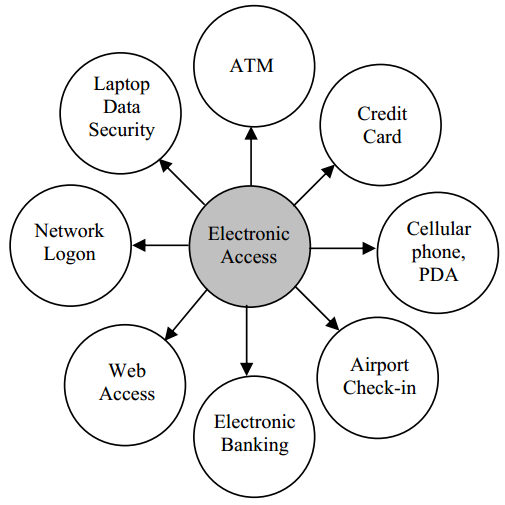 ATM
Credit
Card
Cellular
phone,
PDA
Airport
Check-in
Electronic
Banking
Web
Access
Network
Logon
Laptop
Data
Security
Electronic
Access